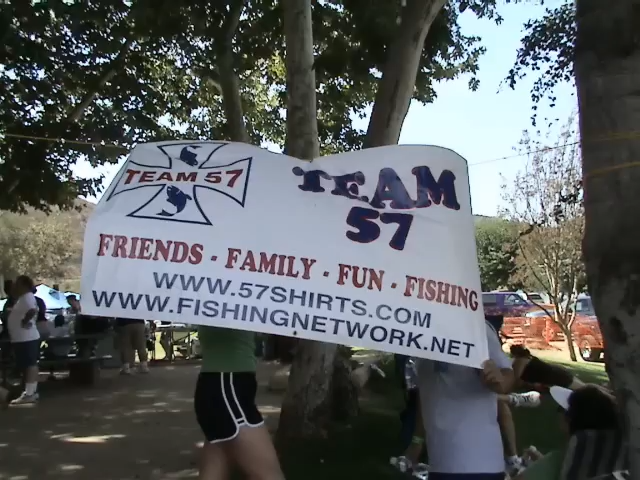 TEAM 57
TEAM
57
FRIENDS · FAMILY · FUN · FISHING
WWW.57SHIRTS.COM
WWW.FISHINGNETWORK.NET